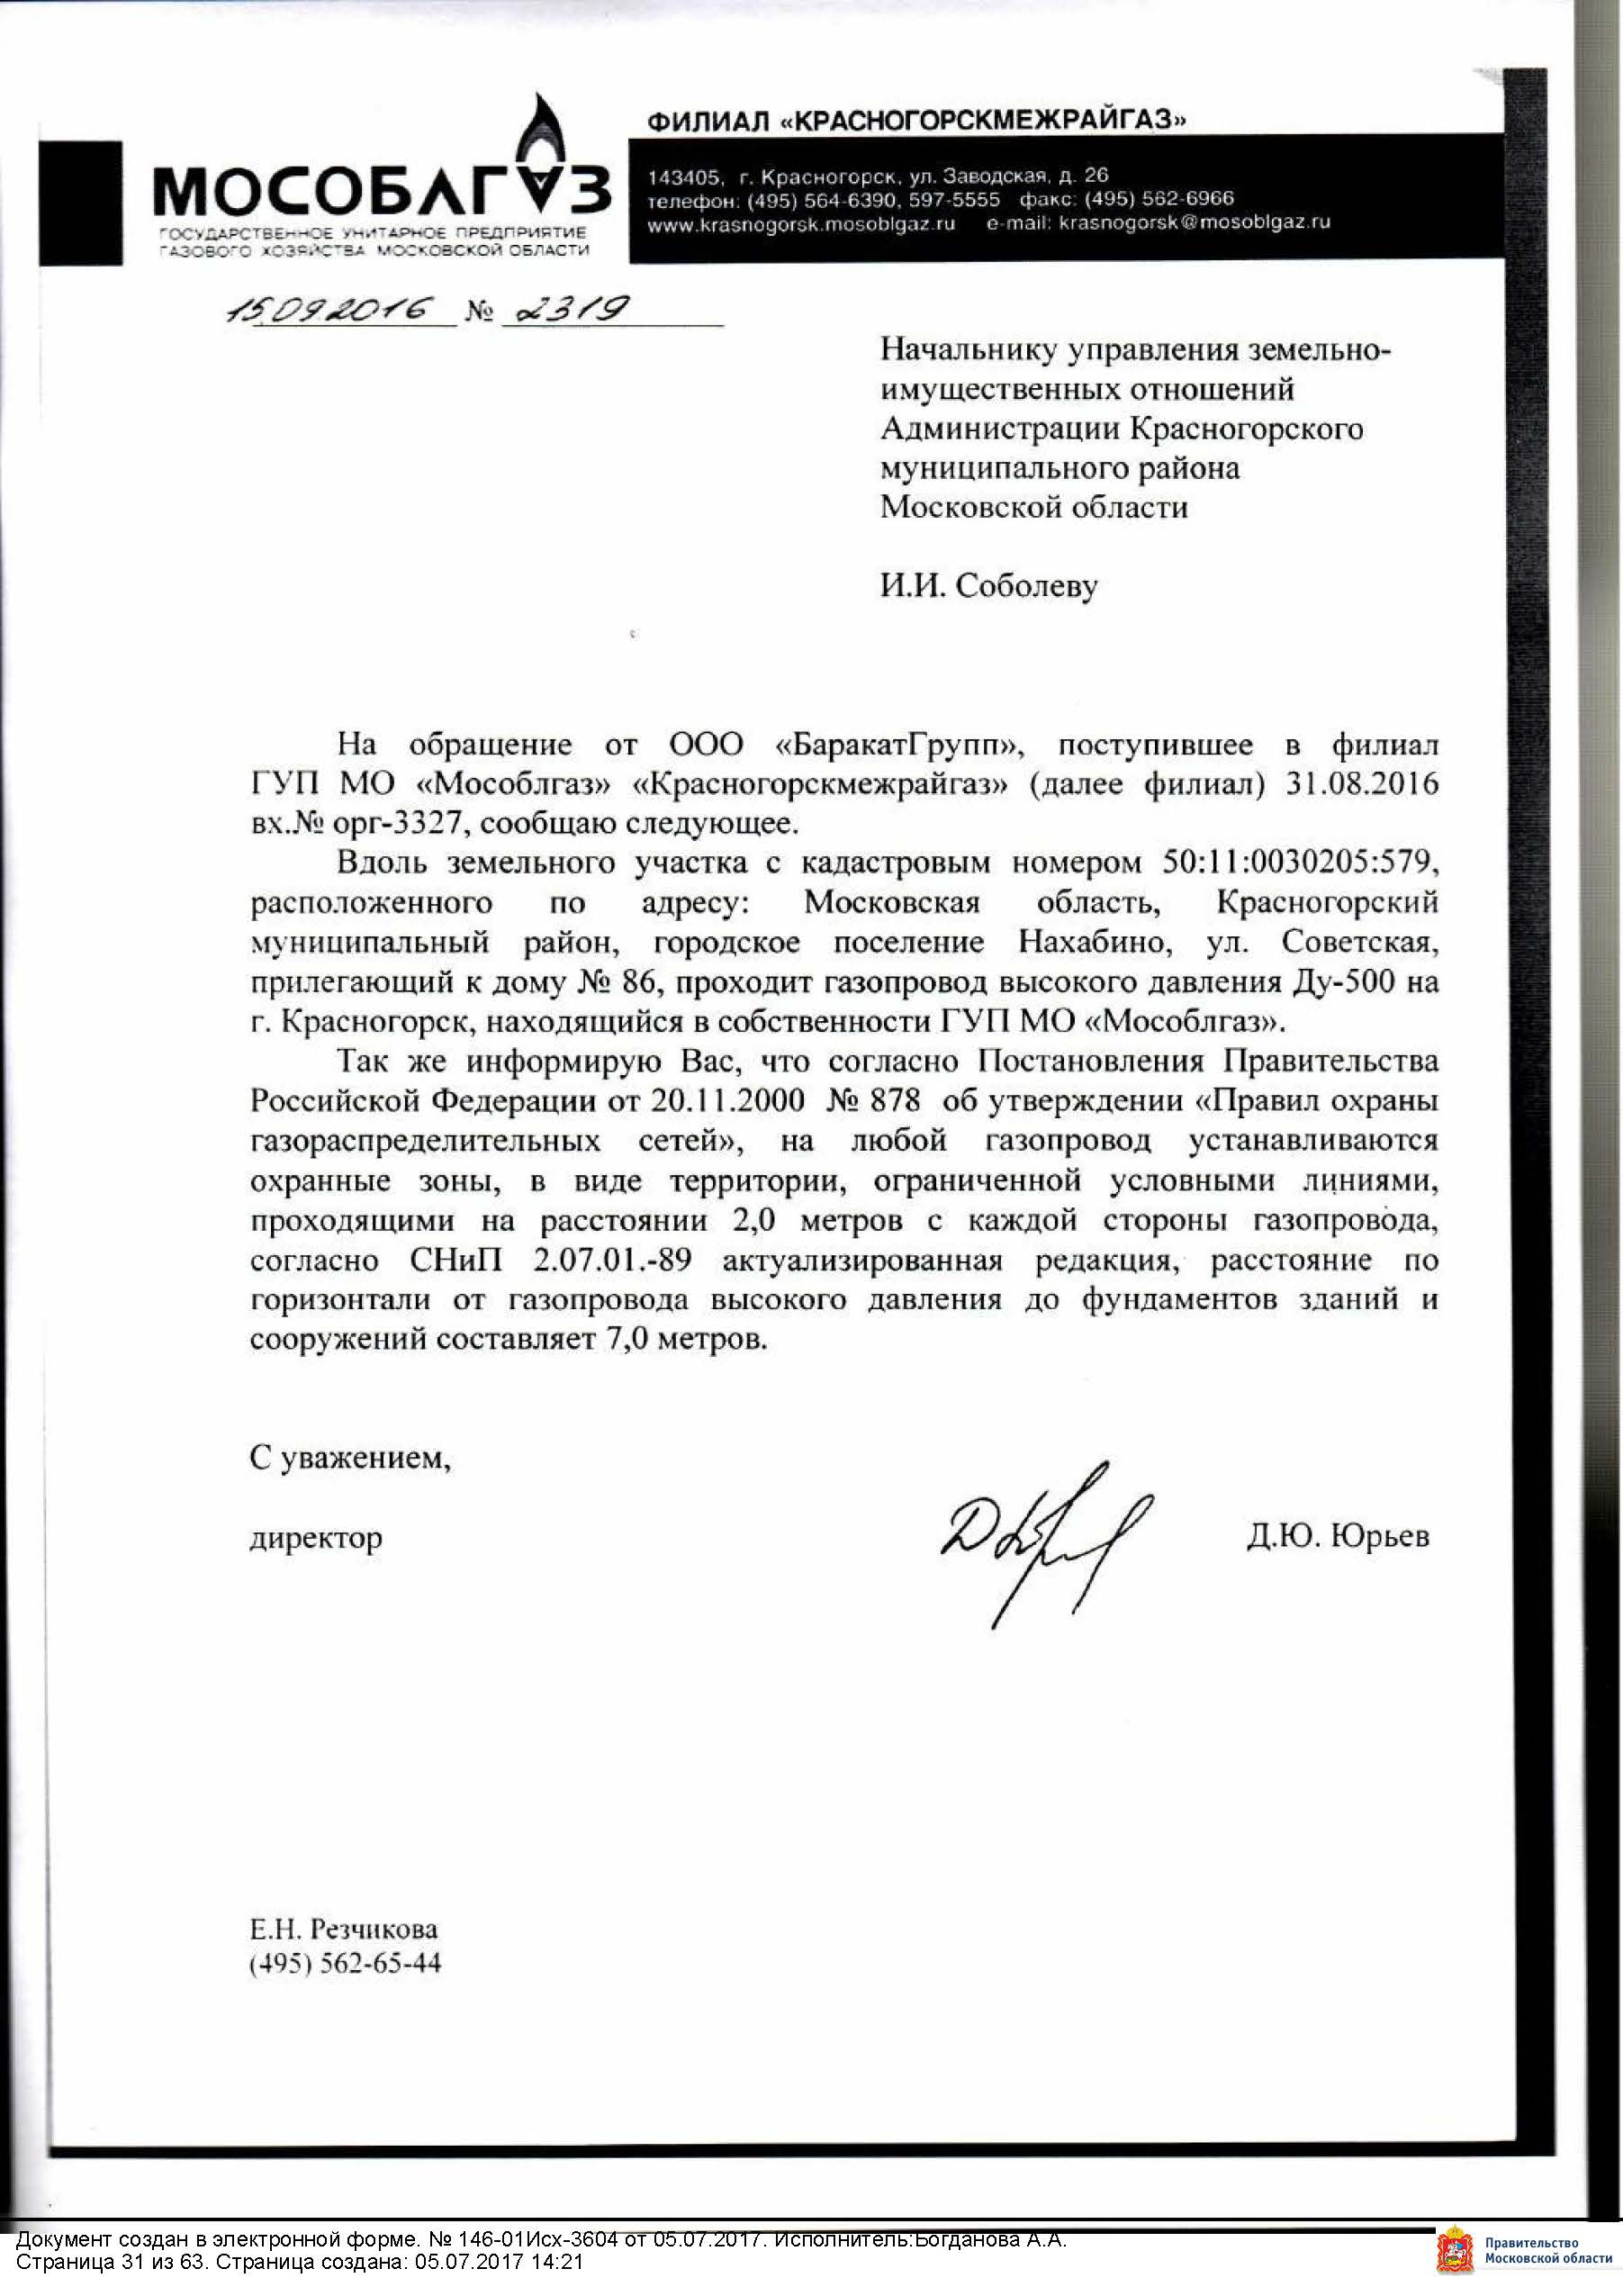 МОСОБЛГАЗ
ГОСУДАРСТВЕННОЕ УНИТАРНОЕ ПРЕДПРИЯТИЕ
ГАЗОВОГО ХОЗЯЙСТВА МОСКОВСКОЙ ОБЛАСТИ
ФИЛИАЛ «КРАСНОГОРСКМЕЖРАЙГАЗ»
143405, г. Красногорск, ул. Заводская, д. 26
телефон: (495) 564-6390, 597-5555 факс: (495) 562-6966
www.krasnogorsk.mosoblgaz.ru e-mail: krasnogorsk@mosoblgaz.ru
15.09.2016 № 2319
Начальнику управления земельно-
имущественных отношений
Администрации Красногорского
муниципального района
Московской области
И.И. Соболеву
На обращение от ООО «БаракатГрупп», поступившее в филиал
ГУП МО «Мособлгаз» «Красногорскмежрайгаз» (далее филиал) 31.08.2016
вх.№ орг-3327, сообщаю следующее.
Вдоль земельного участка с кадастровым номером 50:11:0030205:579,
расположенного по адресу: Московская область, Красногорский
муниципальный район, городское поселение Нахабино, ул. Советская,
прилегающий к дому № 86, проходит газопровод высокого давления Ду-500 на
г. Красногорск, находящийся в собственности ГУП МО «Мособлгаз».
Так же информирую Вас, что согласно Постановления Правительства
Российской Федерации от 20.11.2000 № 878 об утверждении «Правил охраны
газораспределительных сетей», на любой газопровод устанавливаются
охранные зоны, в виде территории, ограниченной условными линиями,
проходящими на расстоянии 2,0 метров с каждой стороны газопровода,
согласно СНиП 2.07.01.-89 актуализированная редакция, расстояние по
горизонтали от газопровода высокого давления до фундаментов зданий и
сооружений составляет 7,0 метров.
С уважением,
директор Д.Ю. Юрьев
Е.Н. Резчикова
(495) 562-65-44
Документ создан в электронной форме. № 146-01Исх-3604 от 05.07.2017. Исполнитель:Богданова А.А.
Страница 31 из 63. Страница создана: 05.07.2017 14:21
Правительство
Московской области